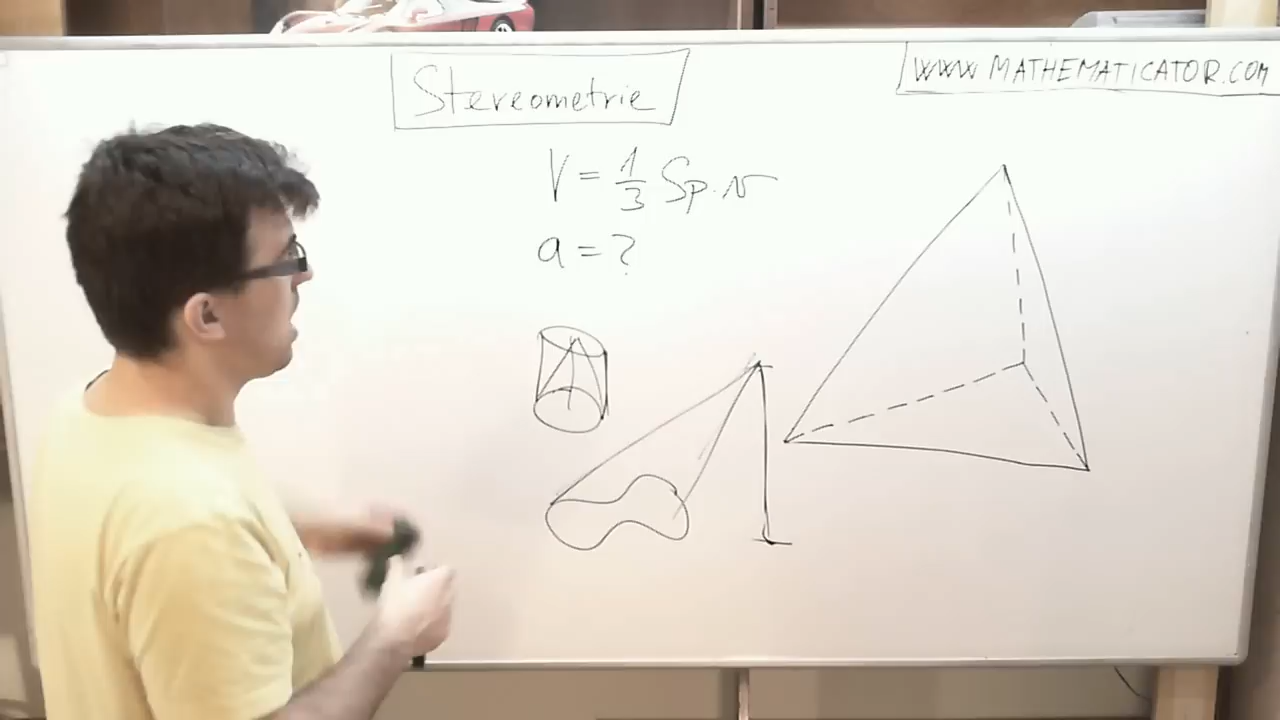 Stereometrie
WWW MATHEMATICATOR.COM
V = 1/3 Sp. v
a = ?